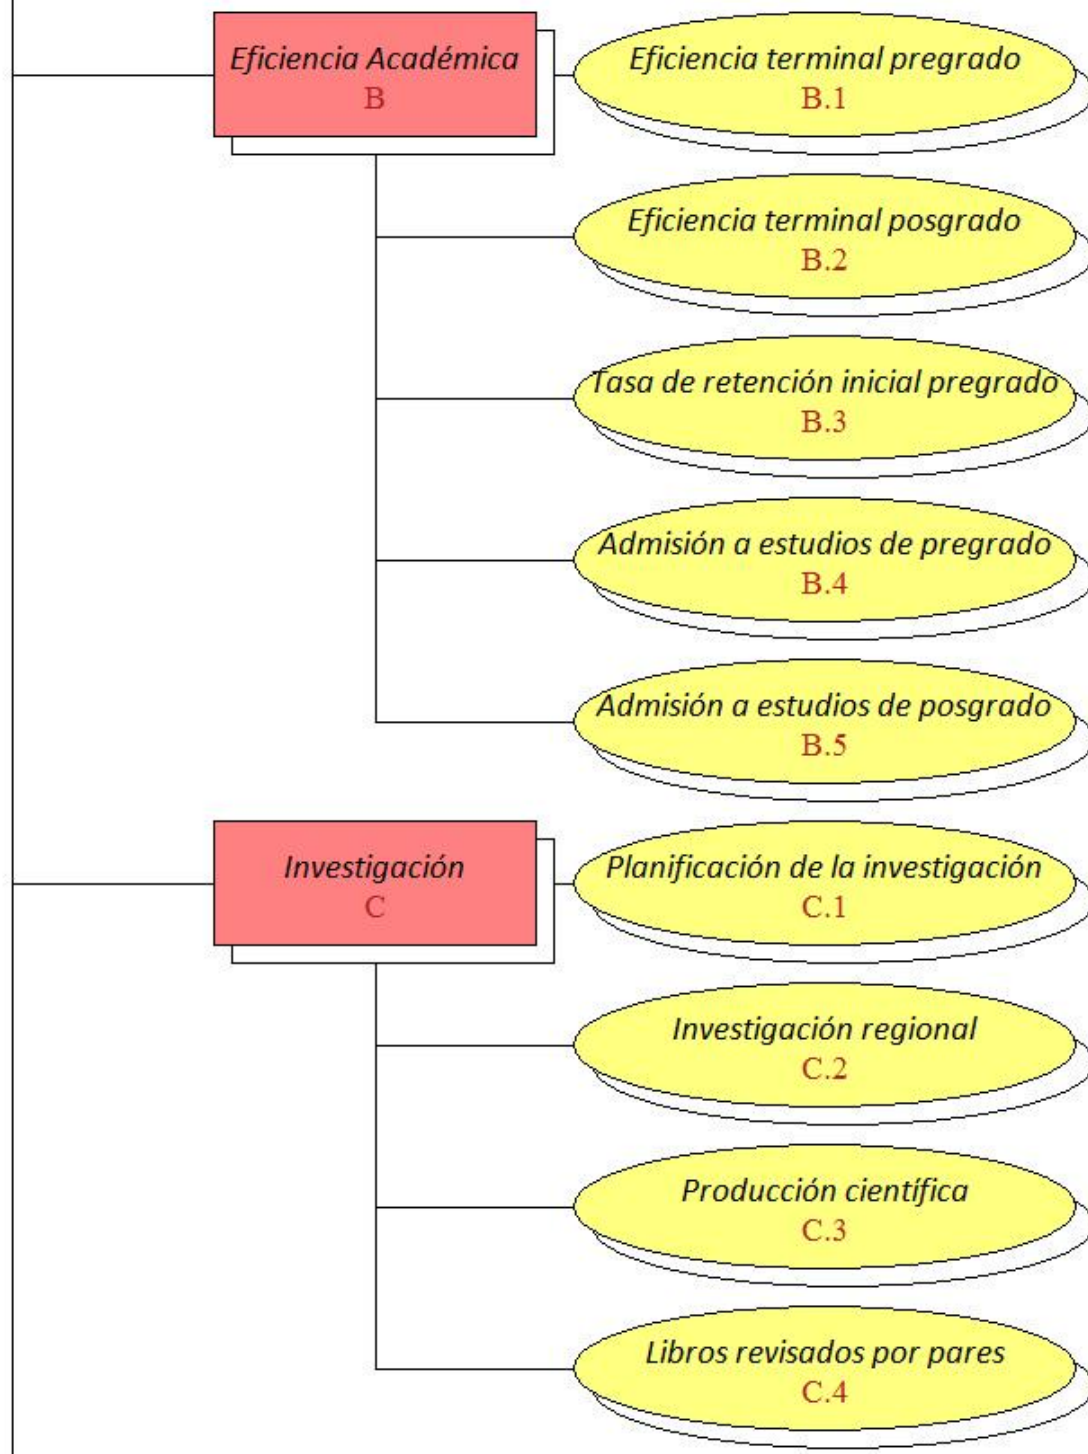 Eficiencia Académica
B
Eficiencia terminal pregrado
B.1
Eficiencia terminal posgrado
B.2
Tasa de retención inicial pregrado
B.3
Admisión a estudios de pregrado
B.4
Admisión a estudios de posgrado
B.5
Investigación
C
Planificación de la investigación
C.1
Investigación regional
C.2
Producción científica
C.3
Libros revisados por pares
C.4